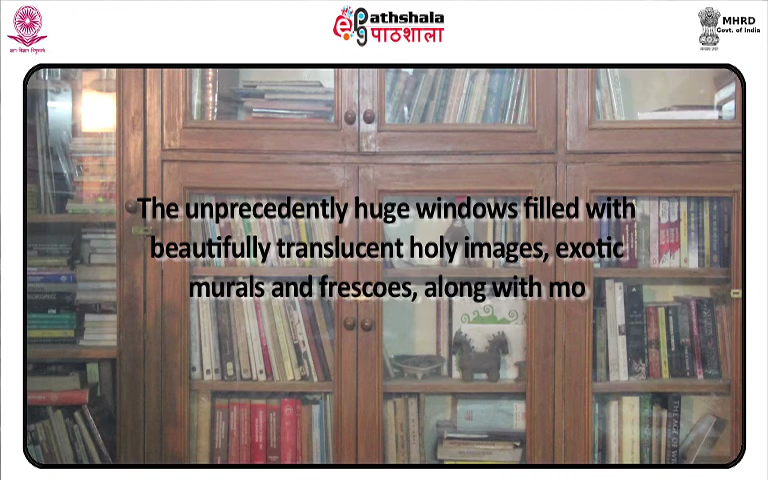 Pathshala
पाठशाला
MHRD
Govt. of India
The unprecedently huge windows filled with
beautifully translucent holy images, exotic
murals and frescoes, along with mo